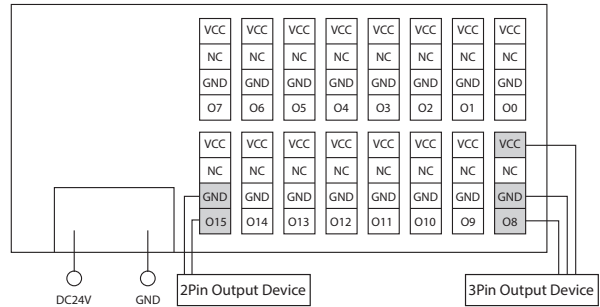 VCC VCC VCC VCC VCC VCC VCC VCC
NC NC NC NC NC NC NC NC
GND GND GND GND GND GND GND GND
O7 O6 O5 O4 O3 O2 O1 O0
VCC VCC VCC VCC VCC VCC VCC VCC
NC NC NC NC NC NC NC NC
GND GND GND GND GND GND GND GND
O15 O14 O13 O12 O11 O10 O9 O8
DC24V GND 2Pin Output Device 3Pin Output Device